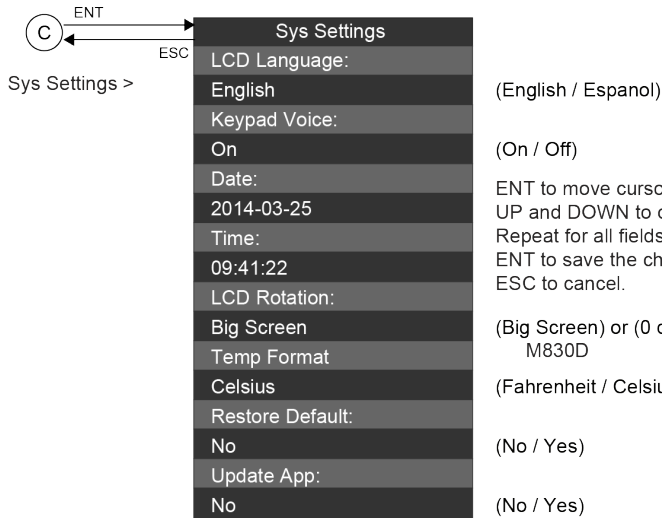 ENT
C
ESC
Sys Settings >
Sys Settings
LCD Language:
English (English / Espanol)
Keypad Voice:
On (On / Off)
Date:
2014-03-25
Time:
09:41:22
ENT to move
UP and DOWN to
Repeat for all fields
ENT to save the
ESC to cancel.
LCD Rotation:
Big Screen (Big Screen) or (0
M830D
Temp Format
Celsius (Fahrenheit /
Restore Default:
No (No / Yes)
Update App:
No (No / Yes)